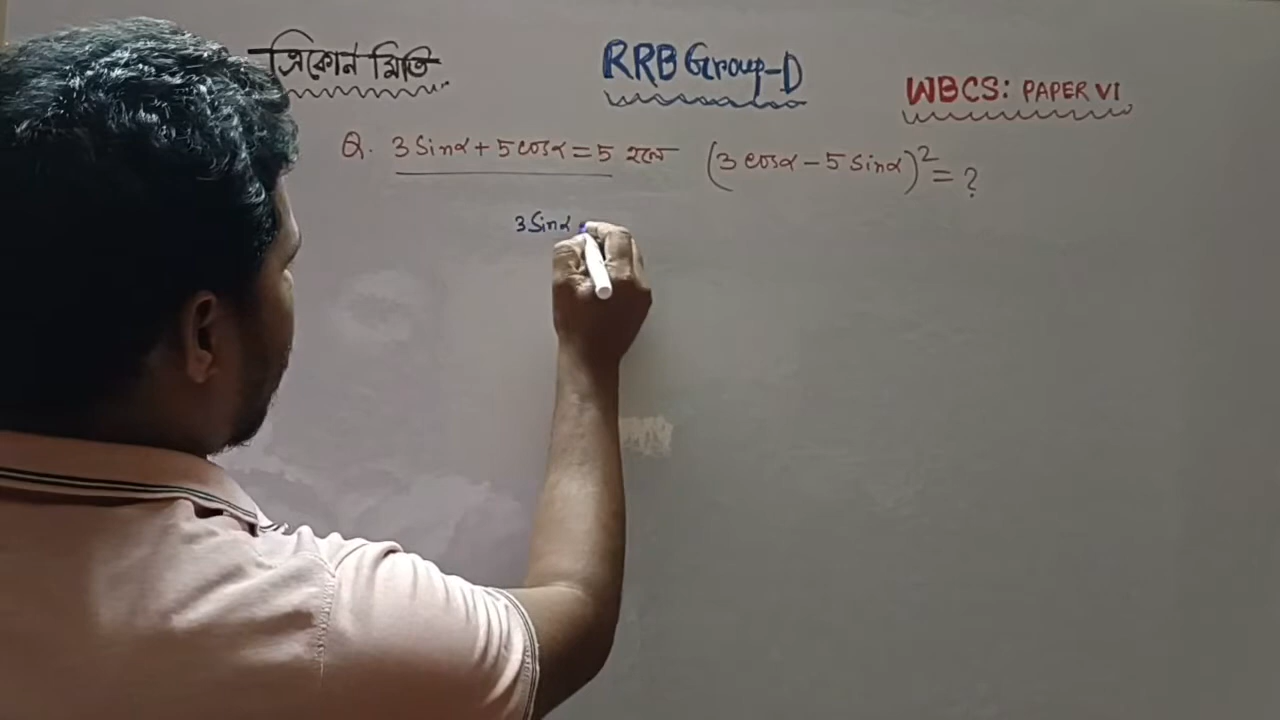 ত্রিকোন মিতি
RRB Group-D
WBCS: PAPER VI
Q. 3 Sinα + 5 cosα = 5 হলে (3 cosα - 5 sinα)² = ?
3 Sinα